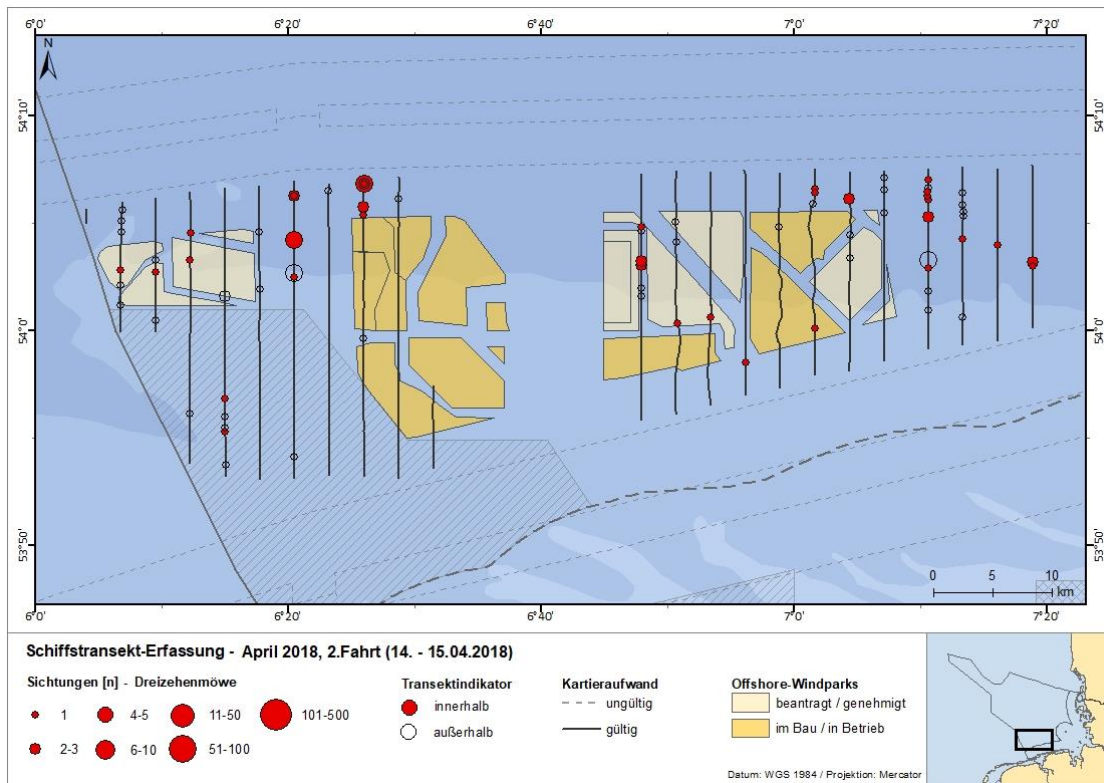 6°0' 6°20' 6°40' 7°0' 7°20'
N
54°10' 54°10'
54°0' 54°0'
53°50' 53°50'
0 5 10
km
6°0' 6°20' 6°40' 7°0' 7°20'
Schiffstransekt-Erfassung - April 2018, 2.Fahrt (14. - 15.04.2018)
Sichtungen [n] - Dreizehenmöwe
1 4-5 11-50 101-500
2-3 6-10 51-100
Transektindikator
innerhalb
außerhalb
Kartieraufwand
ungültig
gültig
Offshore-Windparks
beantragt / genehmigt
im Bau / in Betrieb
Datum: WGS 1984 / Projektion: Mercator